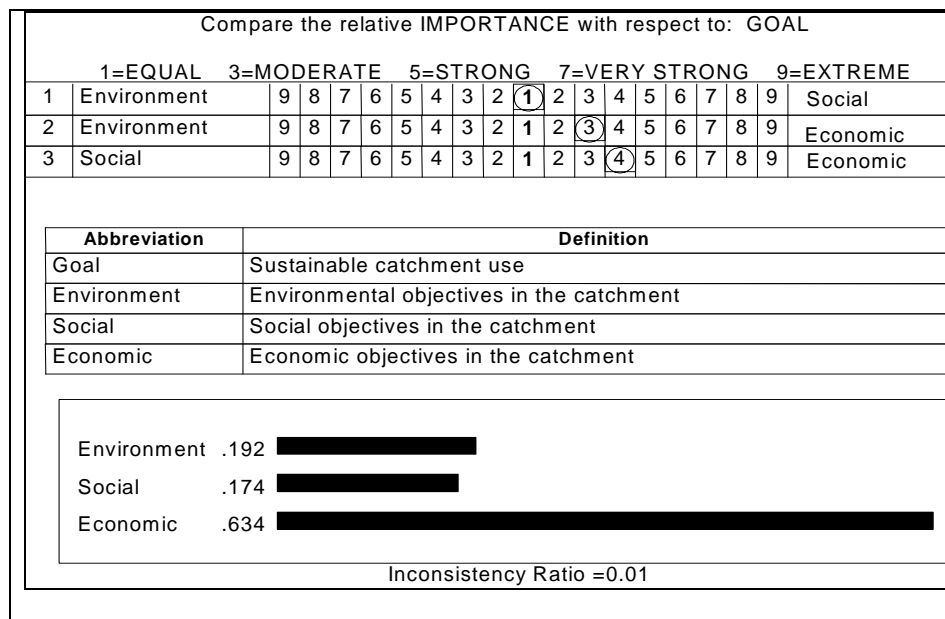 Compare the relative IMPORTANCE with respect to: GOAL
1=EQUAL 3=MODERATE 5=STRONG 7=VERY STRONG 9=EXTREME
1 Environment 9 8 7 6 5 4 3 2 1 2 3 4 5 6 7 8 9 Social
2 Environment 9 8 7 6 5 4 3 2 1 2 3 4 5 6 7 8 9 Economic
3 Social 9 8 7 6 5 4 3 2 1 2 3 4 5 6 7 8 9 Economic
Abbreviation Definition
Goal Sustainable catchment use
Environment Environmental objectives in the catchment
Social Social objectives in the catchment
Economic Economic objectives in the catchment
Environment .192
Social .174
Economic .634
Inconsistency Ratio =0.01